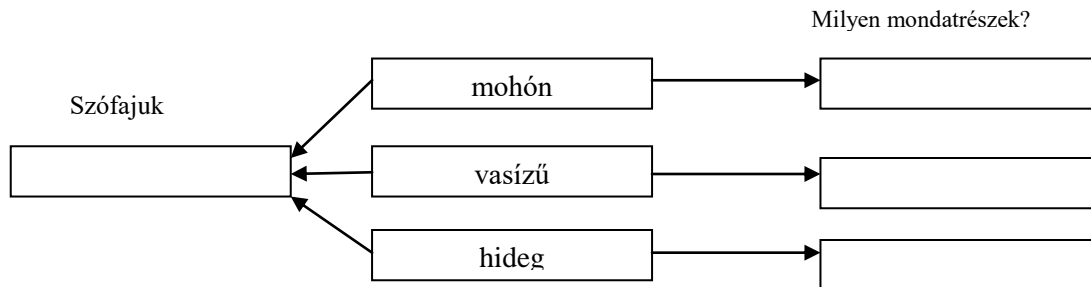 Milyen mondatrészek?
mohón
Szófajuk
vasízű
hideg